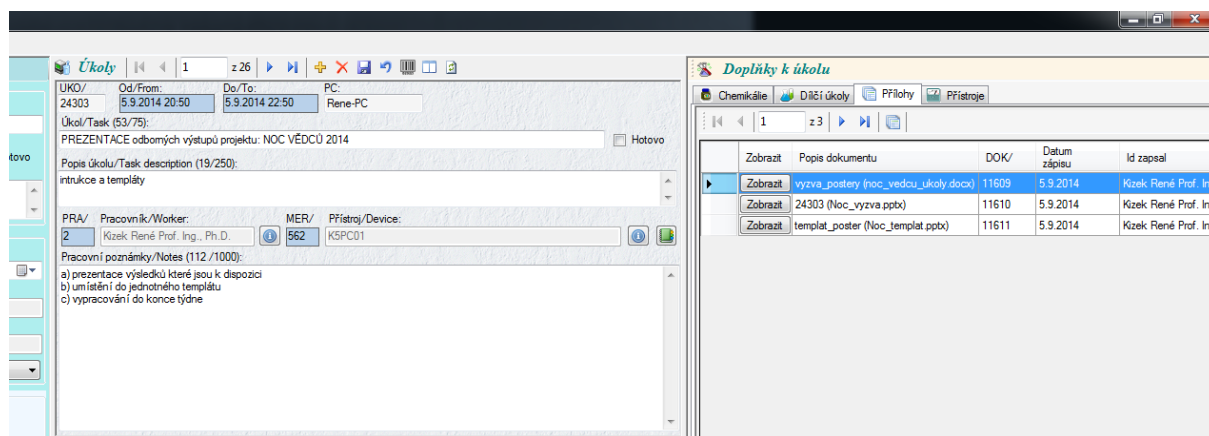 Úkoly 1 z 26
UKO/ Od/From: Do/To: PC:
24303 5.9.2014 20:50 5.9.2014 22:50 Rene-PC
Úkol/Task (53/75):
PREZENTACE odborných výstupů projektu: NOC VĚDCŮ 2014 Hotovo
Popis úkolu/Task description (19/250):
intrukce a templáty
PRA/ Pracovník/Worker: MER/ Přístroj/Device:
2 Kizek René Prof. Ing., Ph.D. 562 K5PC01
Pracovní poznámky/Notes (112 /1000):
a) prezentace výsledků které jsou k dispozici
b) umístění do jednotného templátu
c) vypracování do konce týdne
Doplňky k úkolu
Chemikálie Dílčí úkoly Přílohy Přístroje
1 z 3
Zobrazit Popis dokumentu DOK/ Datum zápisu Id zapsal
Zobrazit vyzva_postery (noc_vedcu_ukoly.docx) 11609 5.9.2014 Kizek René Prof. In
Zobrazit 24303 (Noc_vyzva.pptx) 11610 5.9.2014 Kizek René Prof. In
Zobrazit templat_poster (Noc_templat.pptx) 11611 5.9.2014 Kizek René Prof. In